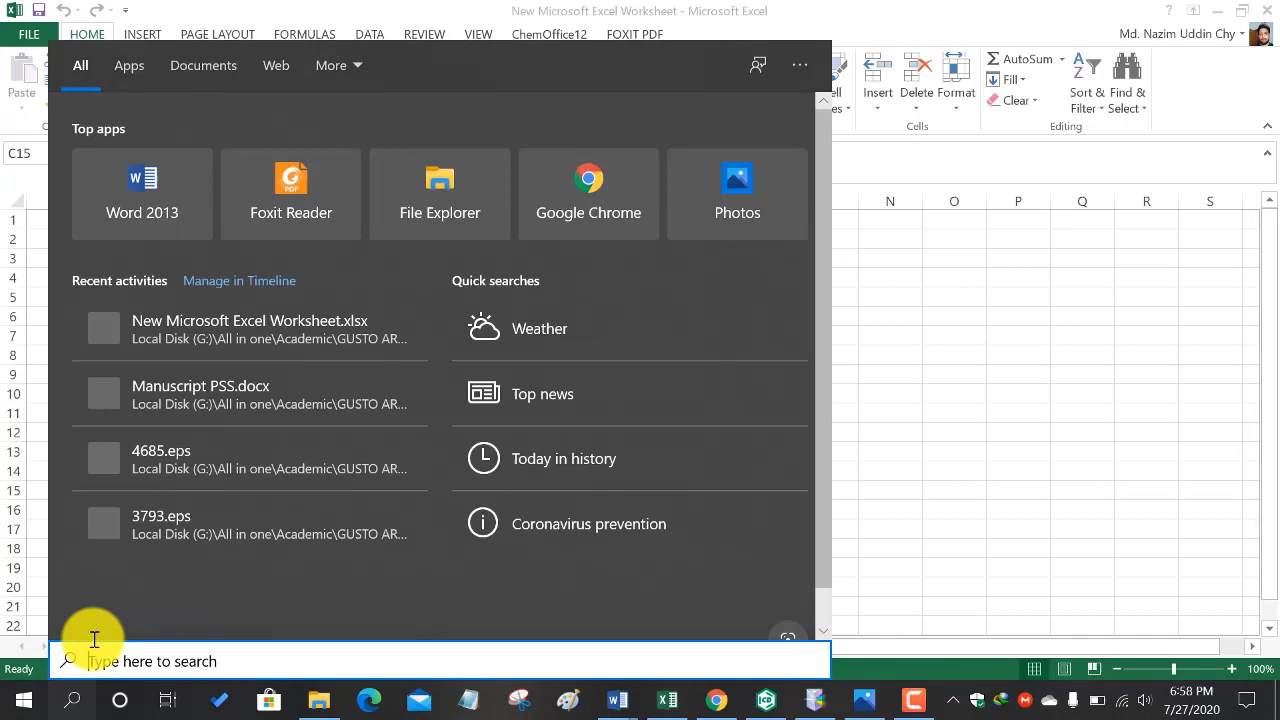 New Microsoft Excel Worksheet - Microsoft Excel
FILE HOME INSERT PAGE LAYOUT FORMULAS DATA REVIEW VIEW ChemOffice12 FOXIT PDF Md. Nazim Uddin Chy
All Apps Documents Web More
Paste
Insert Delete Format
AutoSum
Fill
Clear
Sort & Filter
Find & Select
Cells Editing
C15
Top apps
Word 2013 Foxit Reader File Explorer Google Chrome Photos
N O P Q R S
1
2
3
4
5
6
7
8
9
10
11
12
13
14
15
16
17
18
19
20
21
22
Recent activities Manage in Timeline
New Microsoft Excel Worksheet.xlsx
Local Disk (G:)\All in one\Academic\GUSTO AR...
Manuscript PSS.docx
Local Disk (G:)\All in one\Academic\GUSTO AR...
4685.eps
Local Disk (G:)\All in one\Academic\GUSTO AR...
3793.eps
Local Disk (G:)\All in one\Academic\GUSTO AR...
Quick searches
Weather
Top news
Today in history
Coronavirus prevention
Type here to search
Ready
100%
6:58 PM
7/27/2020